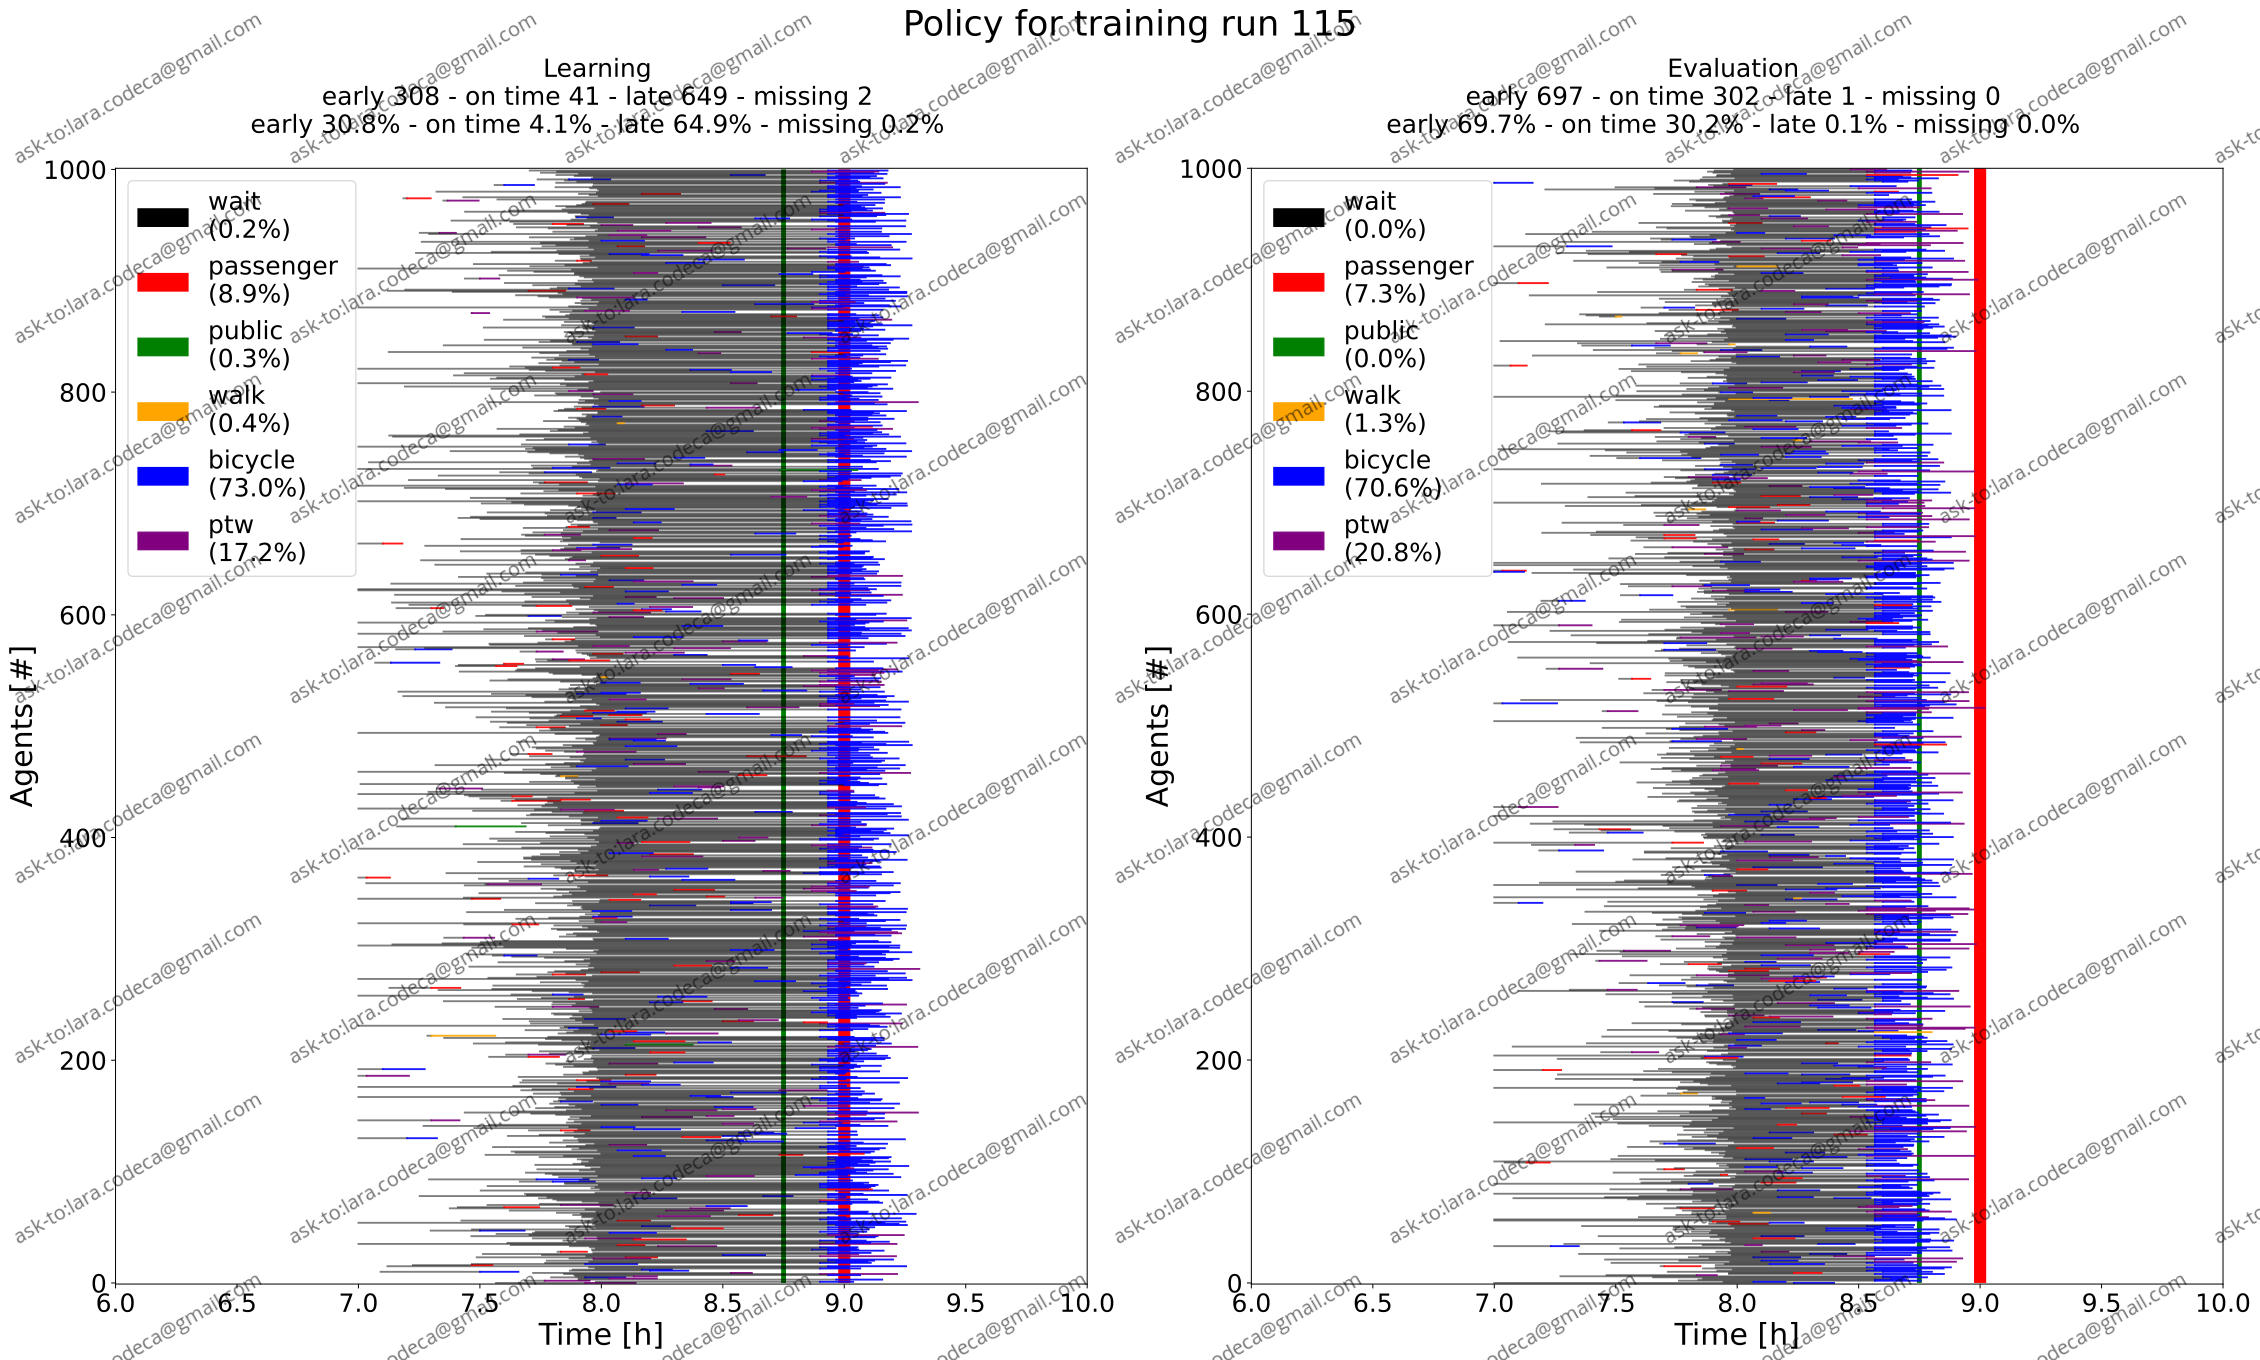 Policy for training run 115
Learning
early 308 - on time 41 - late 649 - missing 2
early 30.8% - on time 4.1% - late 64.9% - missing 0.2%
1000
800
600
400
200
0
Agents [#]
wait
(0.2%)
passenger
(8.9%)
public
(0.3%)
walk
(0.4%)
bicycle
(73.0%)
ptw
(17.2%)
6.0 6.5 7.0 7.5 8.0 8.5 9.0 9.5 10.0
Time [h]
Evaluation
early 697 - on time 302 - late 1 - missing 0
early 69.7% - on time 30.2% - late 0.1% - missing 0.0%
1000
800
600
400
200
0
Agents [#]
wait
(0.0%)
passenger
(7.3%)
public
(0.0%)
walk
(1.3%)
bicycle
(70.6%)
ptw
(20.8%)
6.0 6.5 7.0 7.5 8.0 8.5 9.0 9.5 10.0
Time [h]
ask-to:lara.codeca@gmail.com